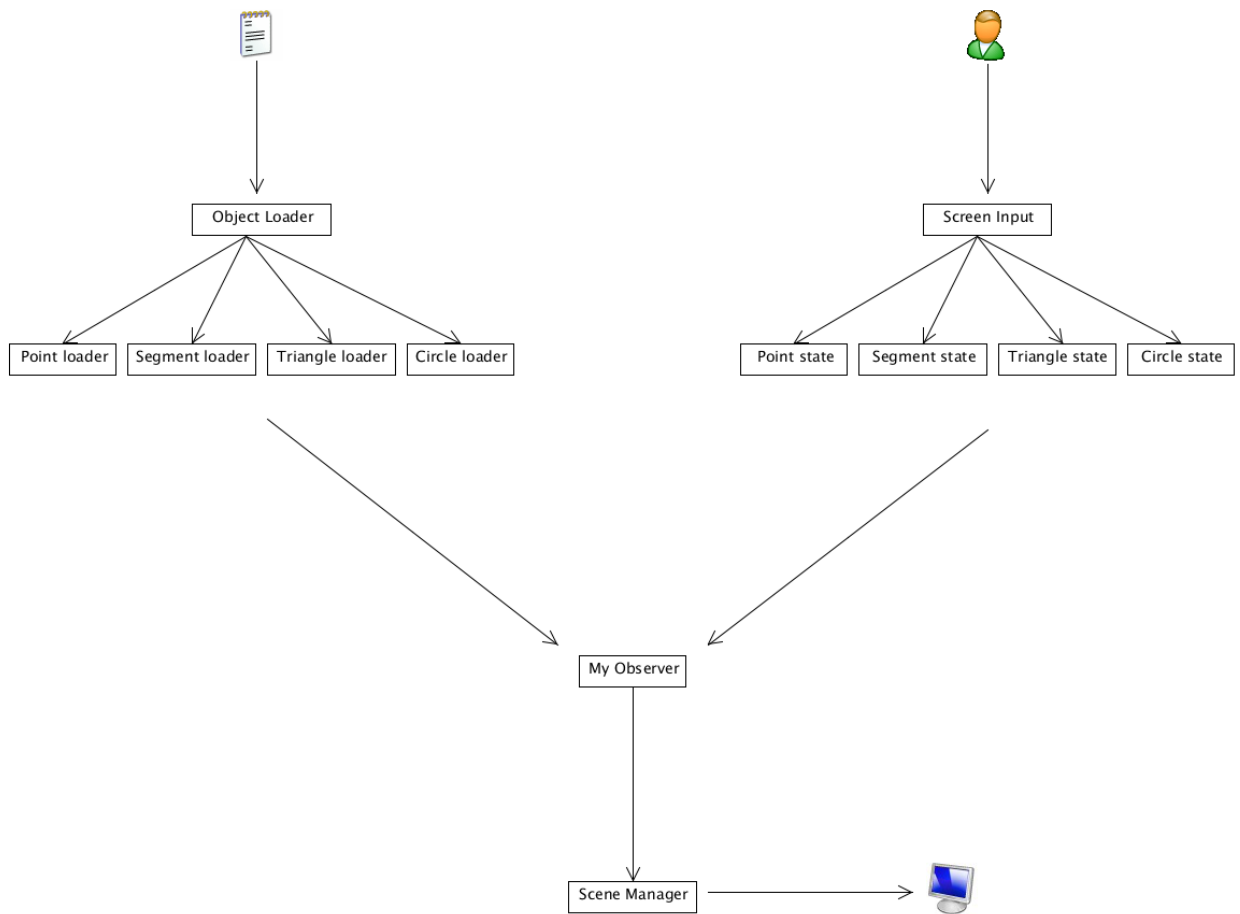 Object Loader
Screen Input
Point loader
Segment loader
Triangle loader
Circle loader
Point state
Segment state
Triangle state
Circle state
My Observer
Scene Manager